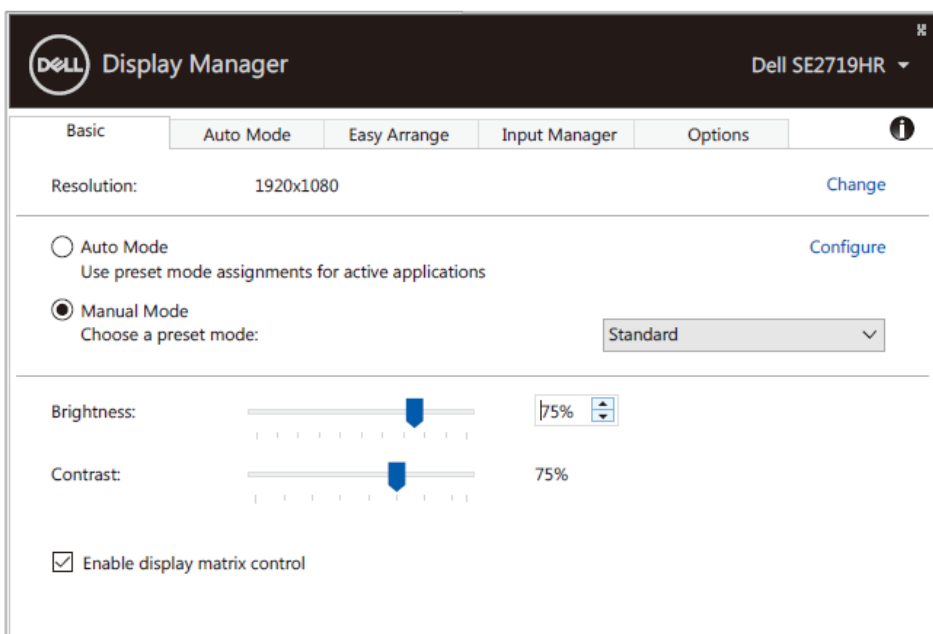 DELL Display Manager
Dell SE2719HR
Basic Auto Mode Easy Arrange Input Manager Options
Resolution: 1920x1080 Change
Auto Mode Configure
Use preset mode assignments for active applications
Manual Mode
Choose a preset mode: Standard
Brightness: 75%
Contrast: 75%
Enable display matrix control